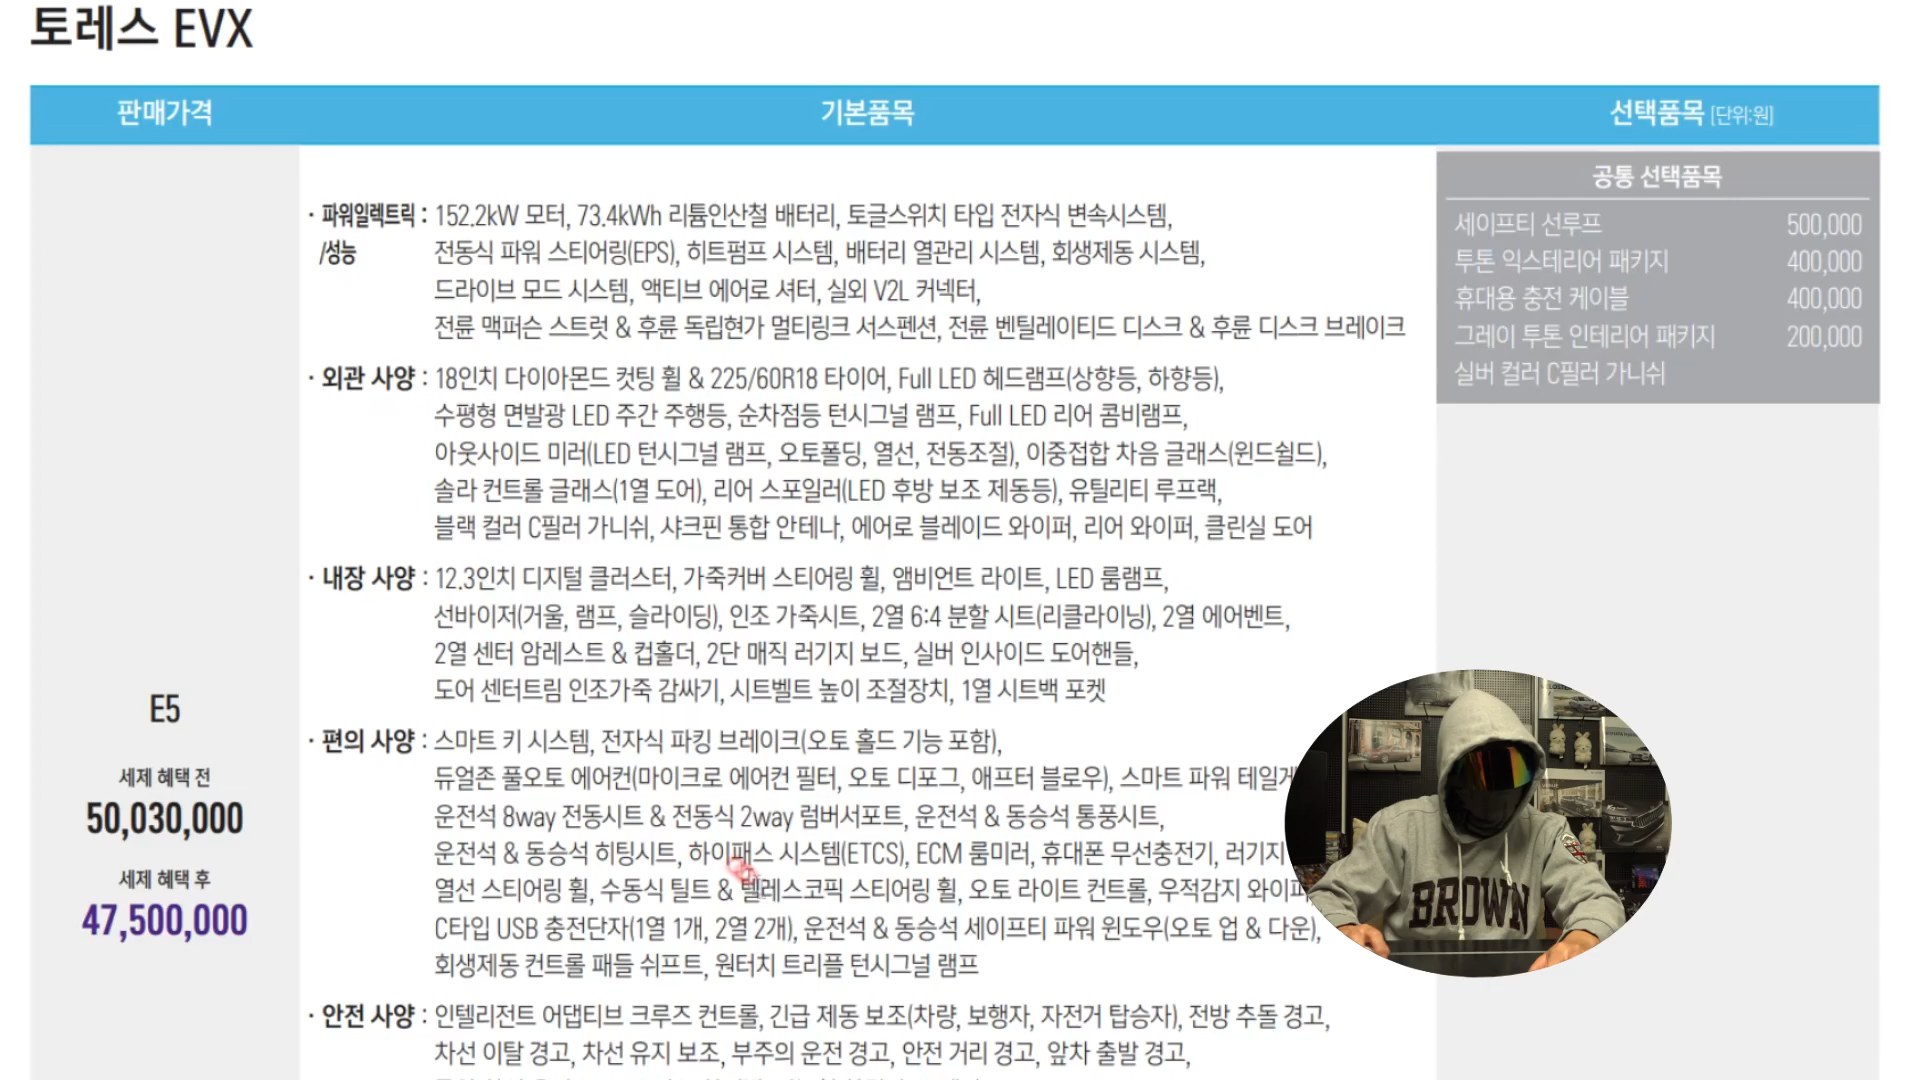 토레스 EVX
판매가격
기본품목
선택품목 [단위:원]
E5
세제 혜택 전
50,030,000
세제 혜택 후
47,500,000
· 파워일렉트릭 : 152.2kW 모터, 73.4kWh 리튬인산철 배터리, 토글스위치 타입 전자식 변속시스템,
/성능 전동식 파워 스티어링(EPS), 히트펌프 시스템, 배터리 열관리 시스템, 회생제동 시스템,
드라이브 모드 시스템, 액티브 에어로 셔터, 실외 V2L 커넥터,
전륜 맥퍼슨 스트럿 & 후륜 독립현가 멀티링크 서스펜션, 전륜 벤틸레이티드 디스크 & 후륜 디스크 브레이크
· 외관 사양 : 18인치 다이아몬드 컷팅 휠 & 225/60R18 타이어, Full LED 헤드램프(상향등, 하향등),
수평형 면발광 LED 주간 주행등, 순차점등 턴시그널 램프, Full LED 리어 콤비램프,
아웃사이드 미러(LED 턴시그널 램프, 오토폴딩, 열선, 전동조절), 이중접합 차음 글래스(윈드쉴드),
솔라 컨트롤 글래스(1열 도어), 리어 스포일러(LED 후방 보조 제동등), 유틸리티 루프랙,
블랙 컬러 C필러 가니쉬, 샤크핀 통합 안테나, 에어로 블레이드 와이퍼, 리어 와이퍼, 클린실 도어
· 내장 사양 : 12.3인치 디지털 클러스터, 가죽커버 스티어링 휠, 앰비언트 라이트, LED 룸램프,
선바이저(거울, 램프, 슬라이딩), 인조 가죽시트, 2열 6:4 분할 시트(리클라이닝), 2열 에어벤트,
2열 센터 암레스트 & 컵홀더, 2단 매직 러기지 보드, 실버 인사이드 도어핸들,
도어 센터트림 인조가죽 감싸기, 시트벨트 높이 조절장치, 1열 시트백 포켓
· 편의 사양 : 스마트 키 시스템, 전자식 파킹 브레이크(오토 홀드 기능 포함),
듀얼존 풀오토 에어컨(마이크로 에어컨 필터, 오토 디포그, 애프터 블로우), 스마트 파워
운전석 8way 전동시트 & 전동식 2way 럼버서포트, 운전석 & 동승석 통풍시트,
운전석 & 동승석 히팅시트, 하이패스 시스템(ETCS), ECM 룸미러, 휴대폰 무선충전기, 러기지
열선 스티어링 휠, 수동식 틸트 & 텔레스코픽 스티어링 휠, 오토 라이트 컨트롤, 우적감지
C타입 USB 충전단자(1열 1개, 2열 2개), 운전석 & 동승석 세이프티 파워 윈도우(오토 업 & 다운),
회생제동 컨트롤 패들 쉬프트, 원터치 트리플 턴시그널 램프
· 안전 사양 : 인텔리전트 어댑티브 크루즈 컨트롤, 긴급 제동 보조(차량, 보행자, 자전거 탑승자), 전방 추돌 경고,
차선 이탈 경고, 차선 유지 보조, 부주의 운전 경고, 안전 거리 경고, 앞차 출발 경고,
공통 선택품목
세이프티 선루프 500,000
투톤 익스테리어 패키지 400,000
휴대용 충전 케이블 400,000
그레이 투톤 인테리어 패키지 200,000
실버 컬러 C필러 가니쉬
BROWN